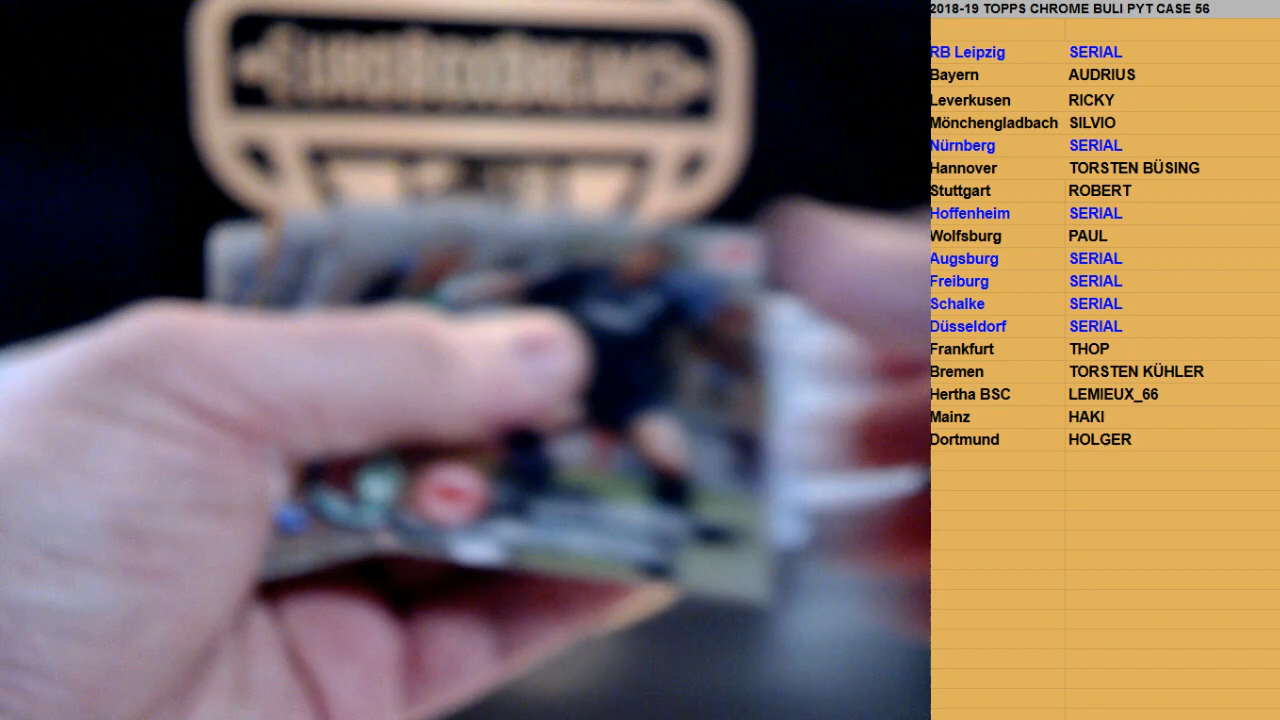 2018-19 TOPPS CHROME BULI PYT CASE 56
RB Leipzig SERIAL
Bayern AUDRIUS
Leverkusen RICKY
Mönchengladbach SILVIO
Nürnberg SERIAL
Hannover TORSTEN BÜSING
Stuttgart ROBERT
Hoffenheim SERIAL
Wolfsburg PAUL
Augsburg SERIAL
Freiburg SERIAL
Schalke SERIAL
Düsseldorf SERIAL
Frankfurt THOP
Bremen TORSTEN KÜHLER
Hertha BSC LEMIEUX_66
Mainz HAKI
Dortmund HOLGER